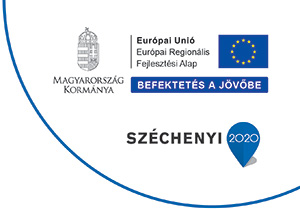 MAGYARORSZÁG
KORMÁNYA
Európai Unió
Európai Regionális
Fejlesztési Alap
BEFEKTETÉS A JÖVŐBE
SZÉCHENYI 2020